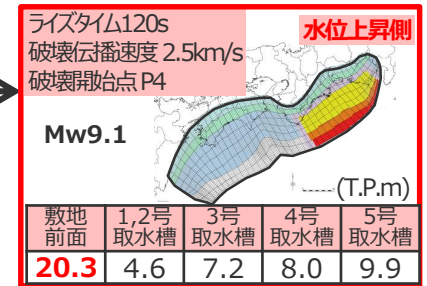 ライズタイム120s
破壊伝播速度 2.5km/s
破壊開始点 P4
水位上昇側
Mw9.1
(T.P.m)
敷地前面 1,2号取水槽 3号取水槽 4号取水槽 5号取水槽
20.3 4.6 7.2 8.0 9.9